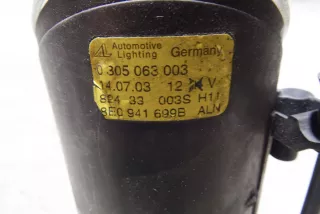 AL Automotive Lighting Germany
0 305 063 003
14.07.03 12 V
894 33 003S H11
8E0 941 699B ALN